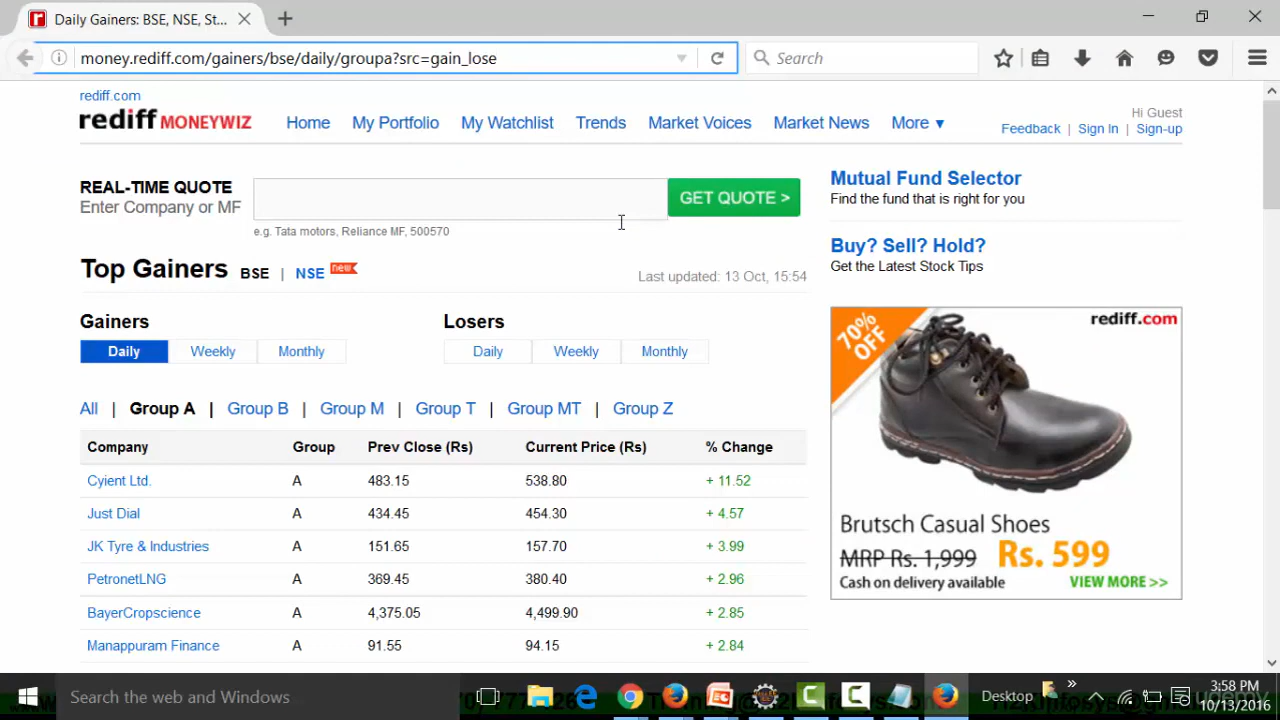 Daily Gainers: BSE, NSE, St...
money.rediff.com/gainers/bse/daily/groupa?src=gain_lose
Search
rediff.com
rediff MONEYWIZ
Home My Portfolio My Watchlist Trends Market Voices Market News More ▼
Hi Guest
Feedback | Sign In | Sign-up
REAL-TIME QUOTE
Enter Company or MF
GET QUOTE >
e.g. Tata motors, Reliance MF, 500570
Mutual Fund Selector
Find the fund that is right for you
Buy? Sell? Hold?
Get the Latest Stock Tips
Top Gainers BSE | NSE new
Last updated: 13 Oct, 15:54
Gainers
Daily Weekly Monthly
Losers
Daily Weekly Monthly
All | Group A | Group B | Group M | Group T | Group MT | Group Z
Company Group Prev Close (Rs) Current Price (Rs) % Change
Cyient Ltd. A 483.15 538.80 + 11.52
Just Dial A 434.45 454.30 + 4.57
JK Tyre & Industries A 151.65 157.70 + 3.99
PetronetLNG A 369.45 380.40 + 2.96
BayerCropscience A 4,375.05 4,499.90 + 2.85
Manappuram Finance A 91.55 94.15 + 2.84
rediff.com
70% OFF
Brutsch Casual Shoes
MRP Rs. 1,999 Rs. 599
Cash on delivery available VIEW MORE >>
Search the web and Windows
Desktop
3:58 PM
10/13/2016